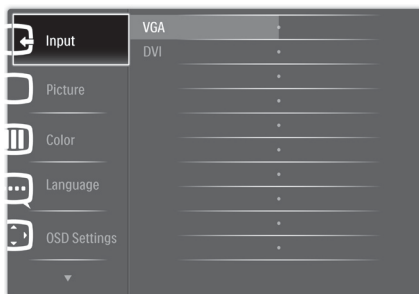 Input
VGA
DVI
Picture
Color
Language
OSD Settings